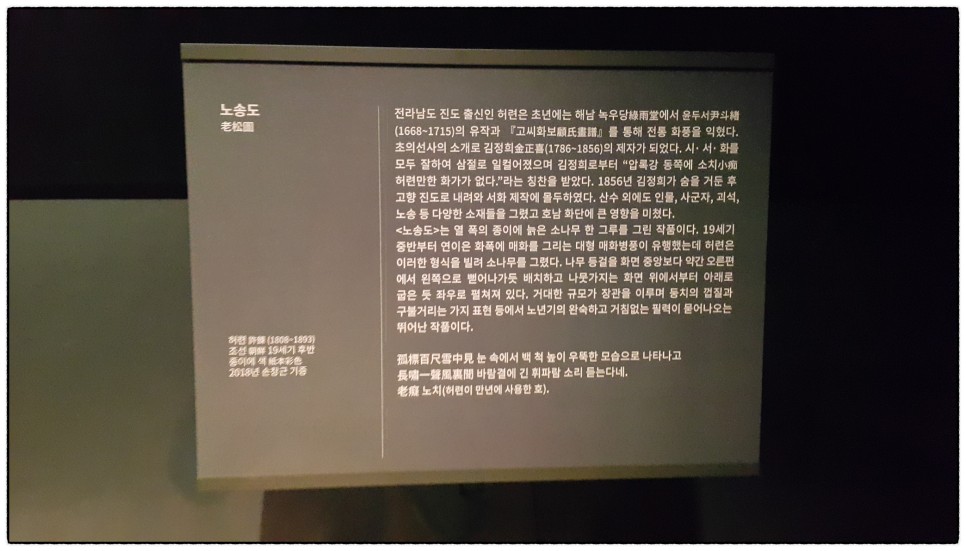 노송도
老松圖
전라남도 진도 출신인 허련은 초년에는 해남 녹우당綠雨堂에서 윤두서尹斗緖
(1668~1715)의 유작과 『고씨화보顧氏畫譜』를 통해 전통 화풍을 익혔다.
초의선사의 소개로 김정희金正喜(1786~1856)의 제자가 되었다. 시· 서· 화를
모두 잘하여 삼절로 일컬어졌으며 김정희로부터 “압록강 동쪽에 소치小痴
허련만한 화가가 없다.”라는 칭찬을 받았다. 1856년 김정희가 숨을 거둔 후
고향 진도로 내려와 서화 제작에 몰두하였다. 산수 외에도 인물, 사군자, 괴석,
노송 등 다양한 소재들을 그렸고 호남 화단에 큰 영향을 미쳤다.
<노송도>는 열 폭의 종이에 늙은 소나무 한 그루를 그린 작품이다. 19세기
중반부터 연이은 화폭에 매화를 그리는 대형 매화병풍이 유행했는데 허련은
이러한 형식을 빌려 소나무를 그렸다. 나무 등걸을 화면 중앙보다 약간 오른편
에서 왼쪽으로 뻗어나가듯 배치하고 나뭇가지는 화면 위에서부터 아래로
굽은 듯 좌우로 펼쳐져 있다. 거대한 규모가 장관을 이루며 둥치의 껍질과
구불거리는 가지 표현 등에서 노년기의 완숙하고 거침없는 필력이 묻어나오는
뛰어난 작품이다.
孤標百尺雪中見 눈 속에서 백 척 높이 우뚝한 모습으로 나타나고
長嘯一聲風裏聞 바람결에 긴 휘파람 소리 듣는다네.
老癡 노치(허련이 만년에 사용한 호).
허련 許鍊 (1808~1893)
조선 朝鮮 19세기 후반
종이에 색 紙本彩色
2018년 손창근 기증